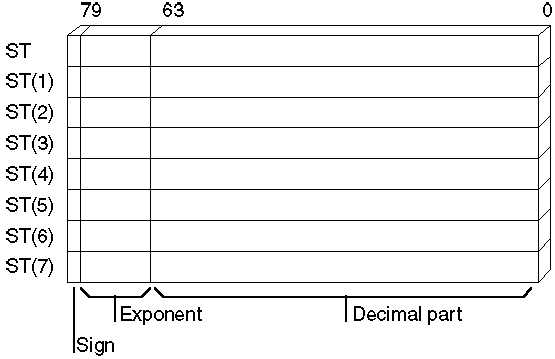 79 63 0
ST
ST(1)
ST(2)
ST(3)
ST(4)
ST(5)
ST(6)
ST(7)
Exponent Decimal part
Sign